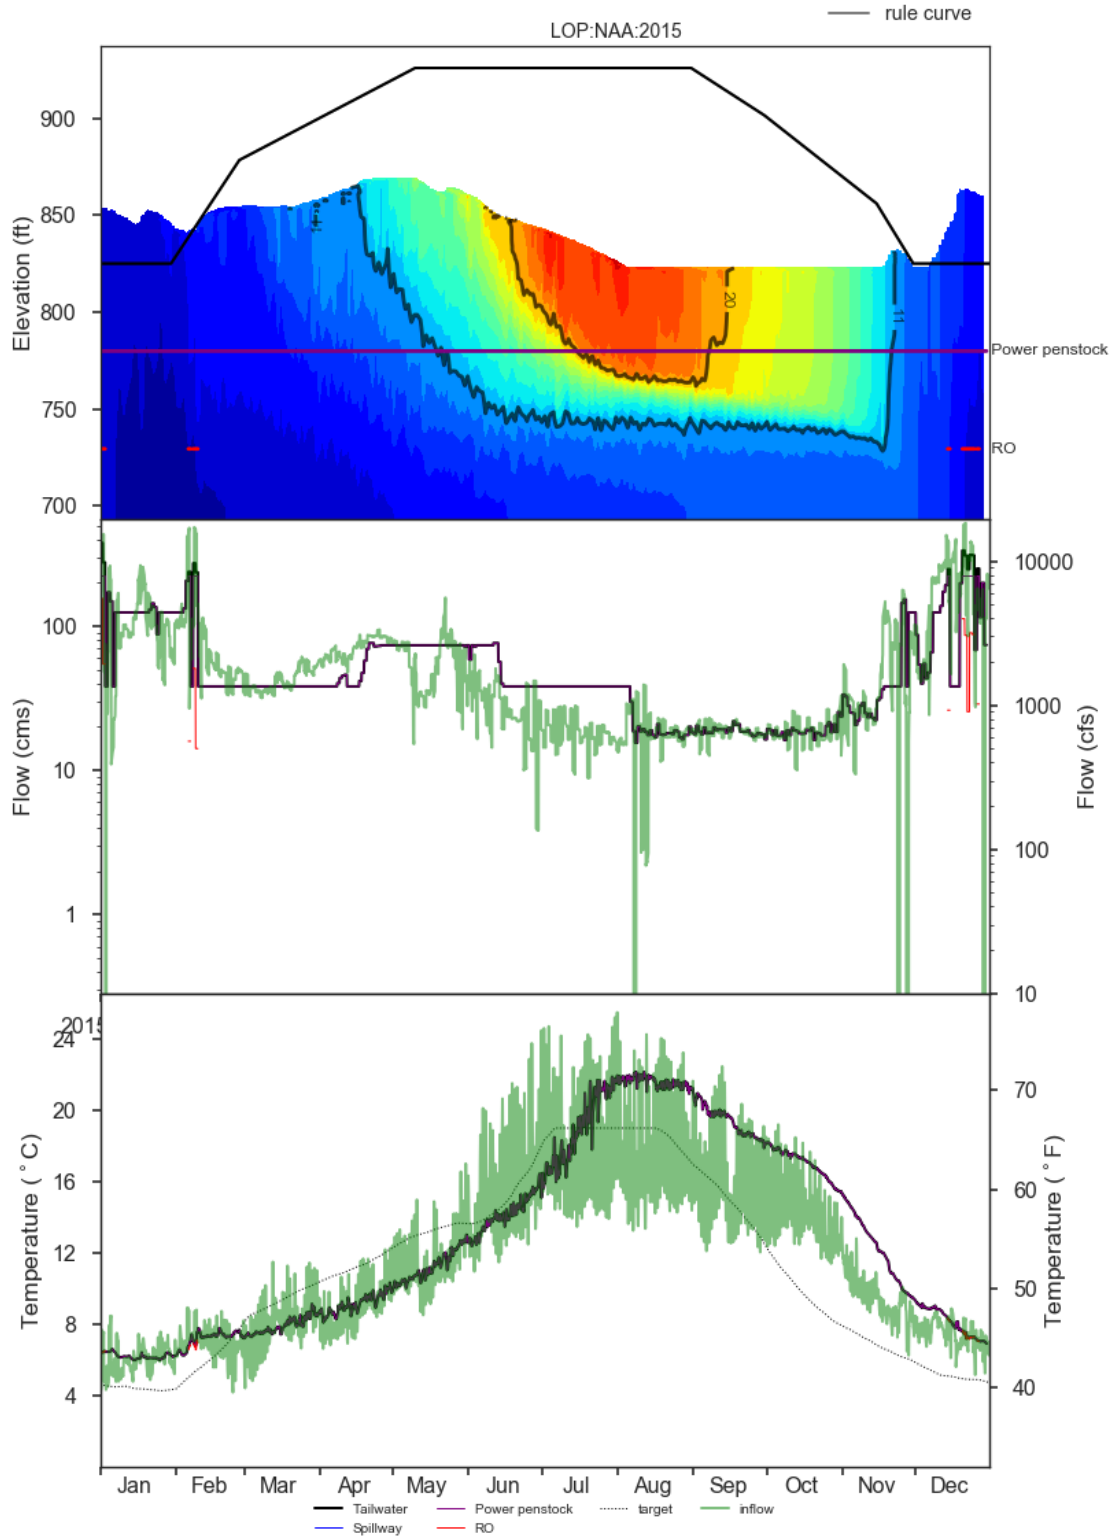 rule curve
LOP:NAA:2015
900
850
800
750
700
Elevation (ft)
11
20
11
Power penstock
RO
100
10
1
Flow (cms)
10000
1000
100
10
Flow (cfs)
2015
24
20
16
12
8
4
Temperature (°C)
70
60
50
40
Temperature (°F)
Jan Feb Mar Apr May Jun Jul Aug Sep Oct Nov Dec
Tailwater Power penstock target inflow
Spillway RO